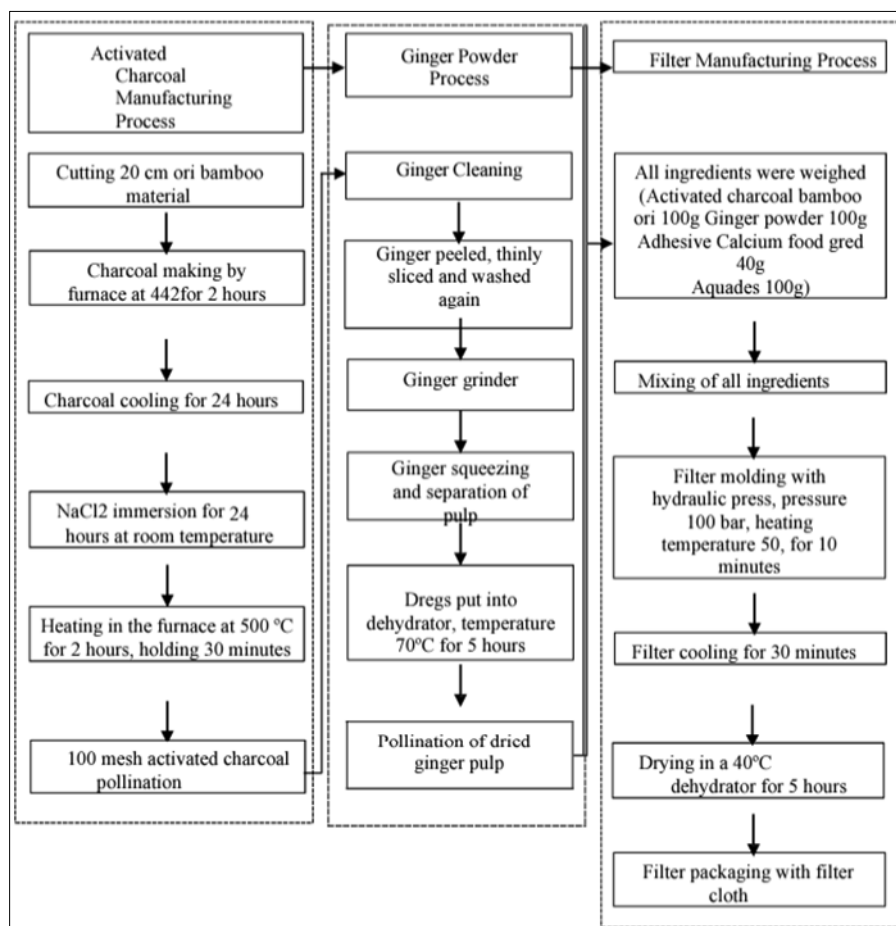 Activated
Charcoal
Manufacturing
Process
Cutting 20 cm ori bamboo
material
Charcoal making by
furnace at 442for 2 hours
Charcoal cooling for 24 hours
NaCl2 immersion for 24
hours at room temperature
Heating in the furnace at 500 ºC
for 2 hours, holding 30 minutes
100 mesh activated charcoal
pollination
Ginger Powder
Process
Ginger Cleaning
Ginger peeled, thinly
sliced and washed
again
Ginger grinder
Ginger squeezing
and separation of
pulp
Dregs put into
dehydrator, temperature
70ºC for 5 hours
Pollination of dried
ginger pulp
Filter Manufacturing Process
All ingredients were weighed
(Activated charcoal bamboo
ori 100g Ginger powder 100g
Adhesive Calcium food gred
40g
Aquades 100g)
Mixing of all ingredients
Filter molding with
hydraulic press, pressure
100 bar, heating
temperature 50, for 10
minutes
Filter cooling for 30 minutes
Drying in a 40ºC
dehydrator for 5 hours
Filter packaging with filter
cloth